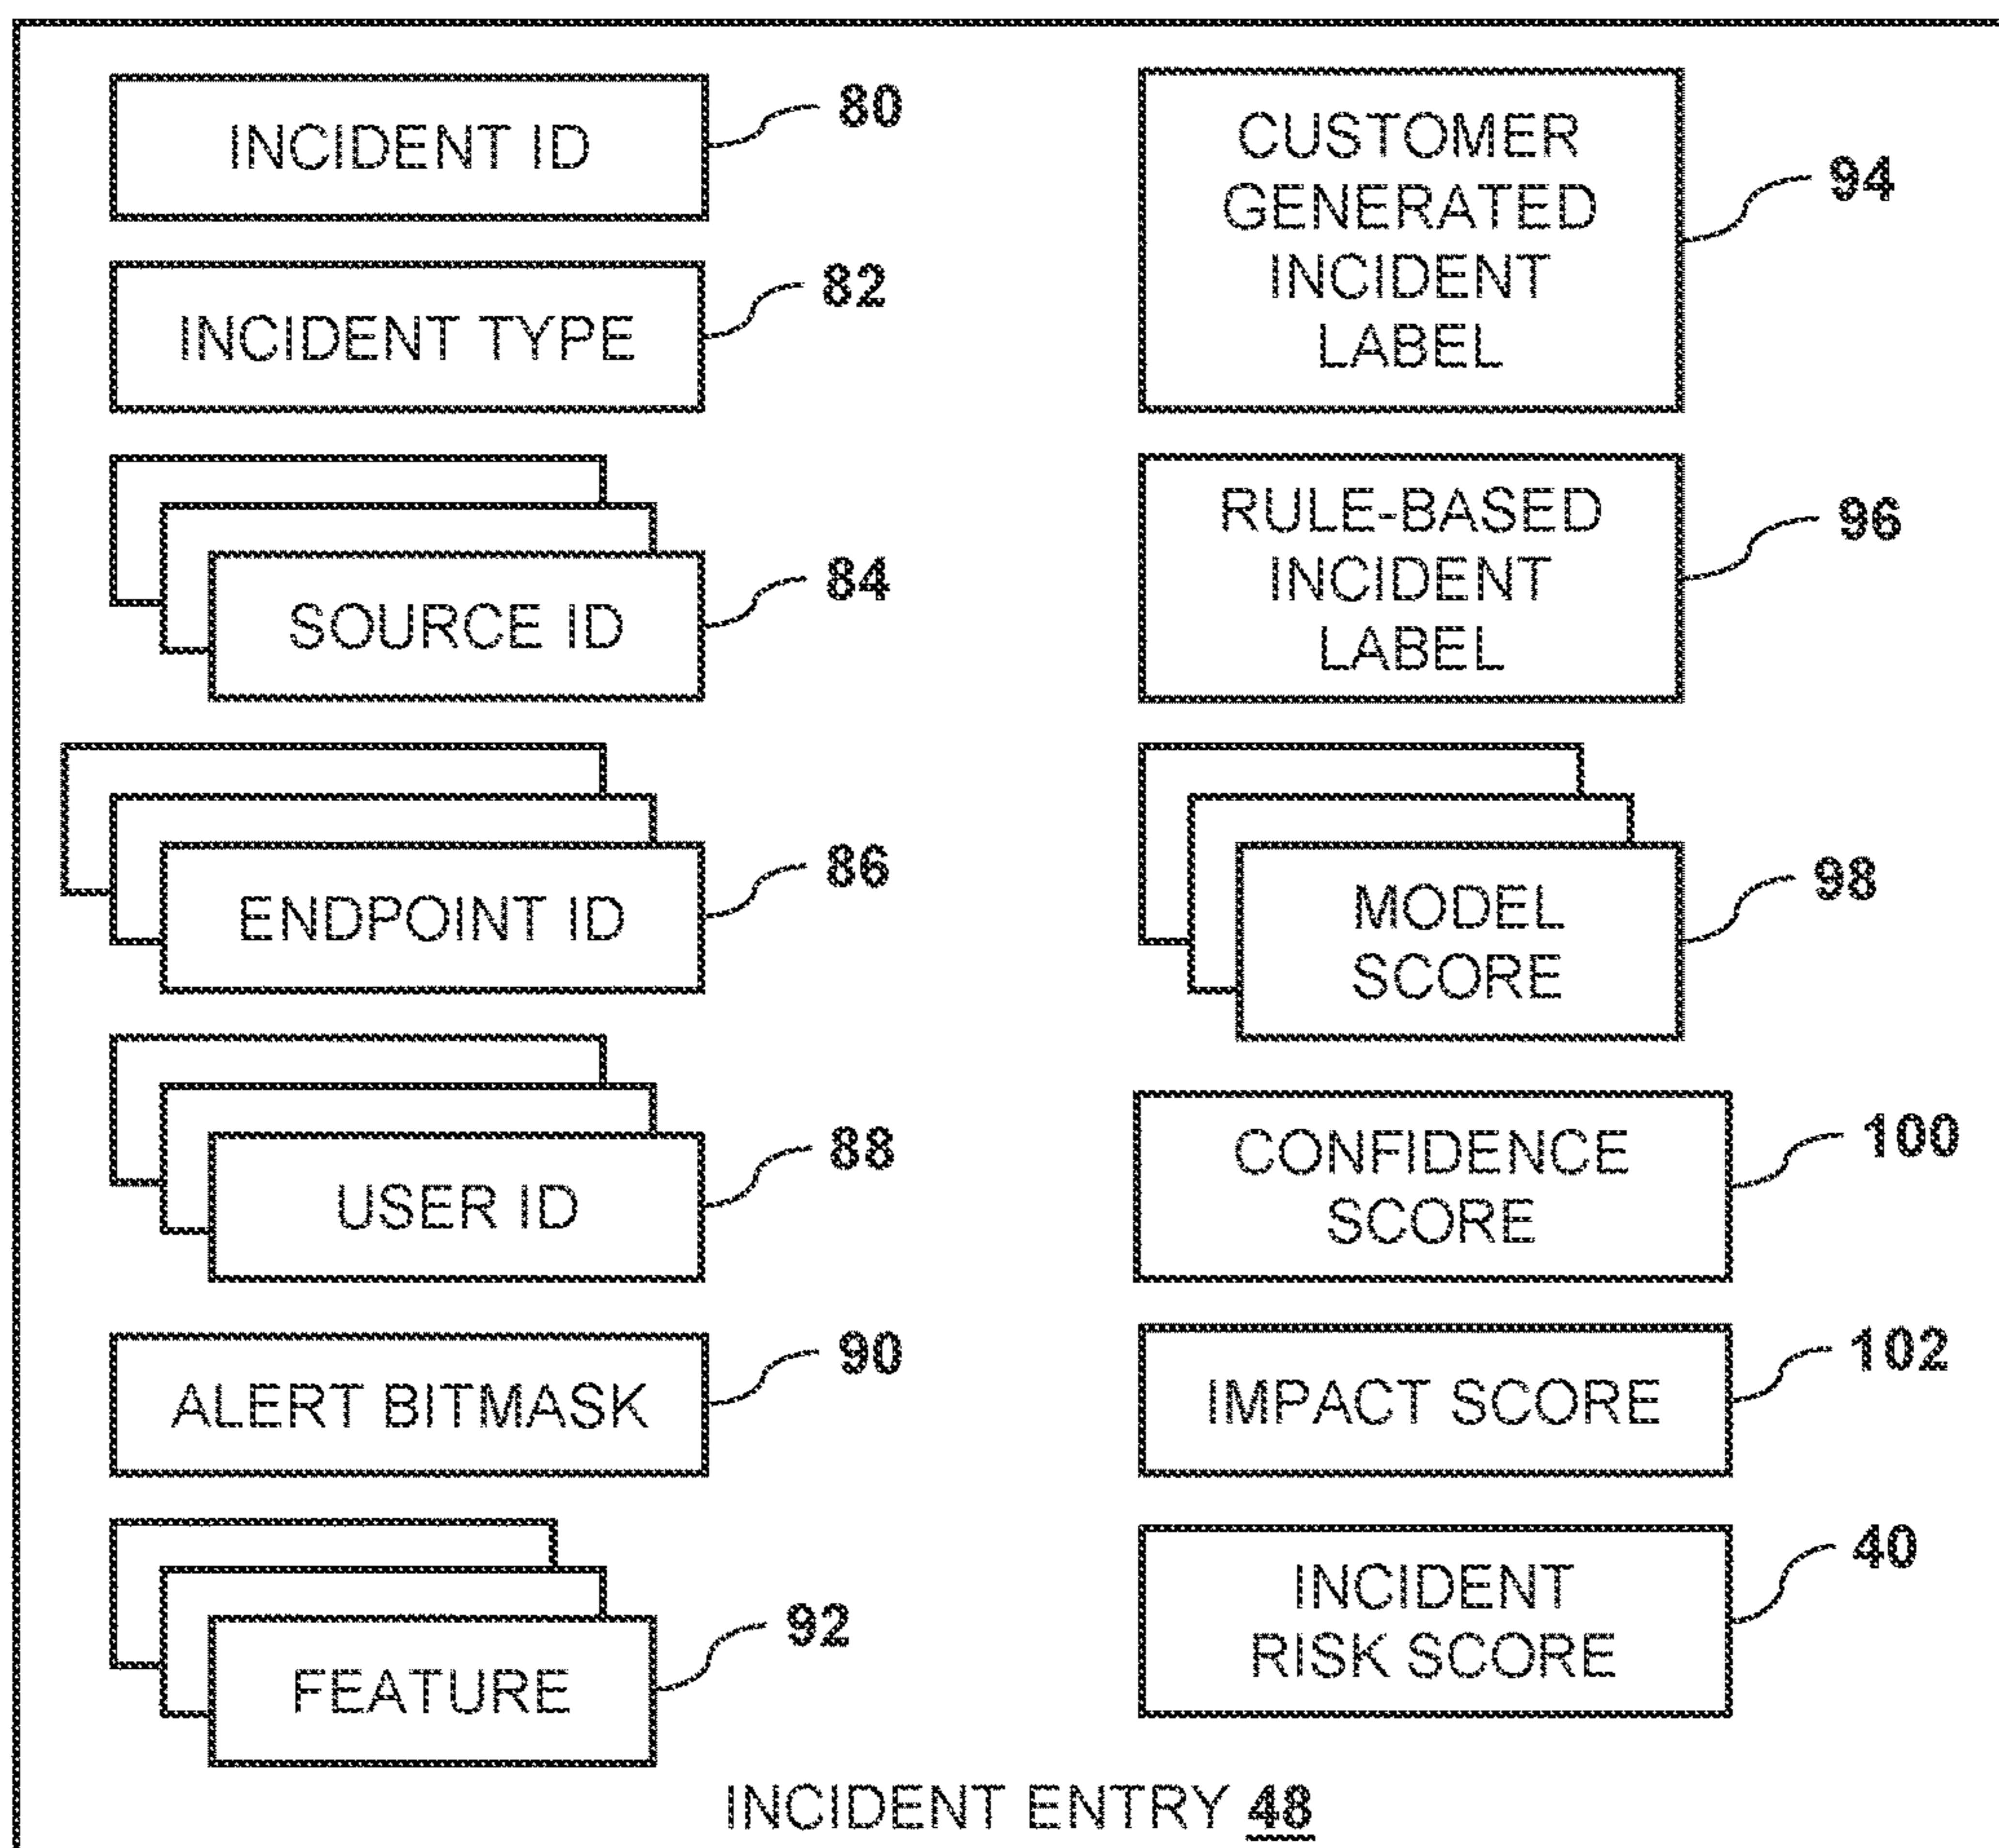 INCIDENT ID
80
INCIDENT TYPE
82
SOURCE ID
84
ENDPOINT ID
86
USER ID
88
ALERT BITMASK
90
FEATURE
92
CUSTOMER
GENERATED
INCIDENT
LABEL
94
RULE-BASED
INCIDENT
LABEL
96
MODEL
SCORE
98
CONFIDENCE
SCORE
100
IMPACT SCORE
102
INCIDENT
RISK SCORE
40
INCIDENT ENTRY 48